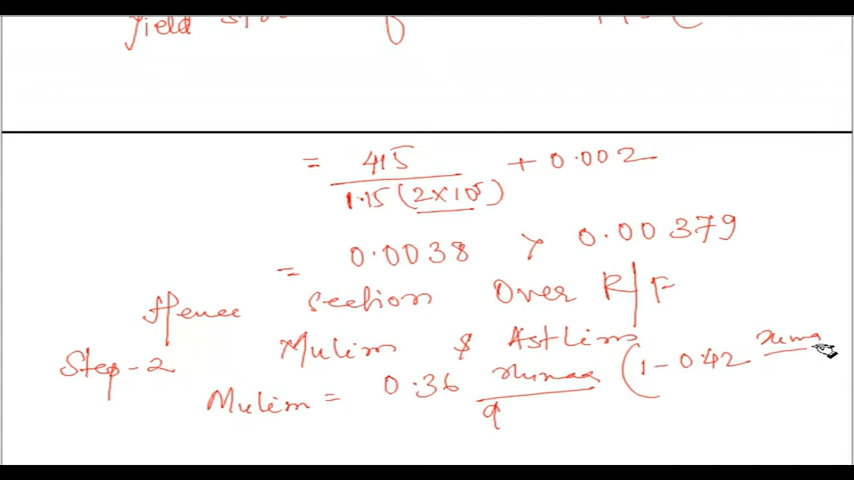 yield
= 415 / 1.15 (2×10⁵) + 0.002
= 0.0038 > 0.00379
Hence section Over R/F
Step-2 Mulim & Astlim
Mulim = 0.36 xumax / d (1-0.42 xuma